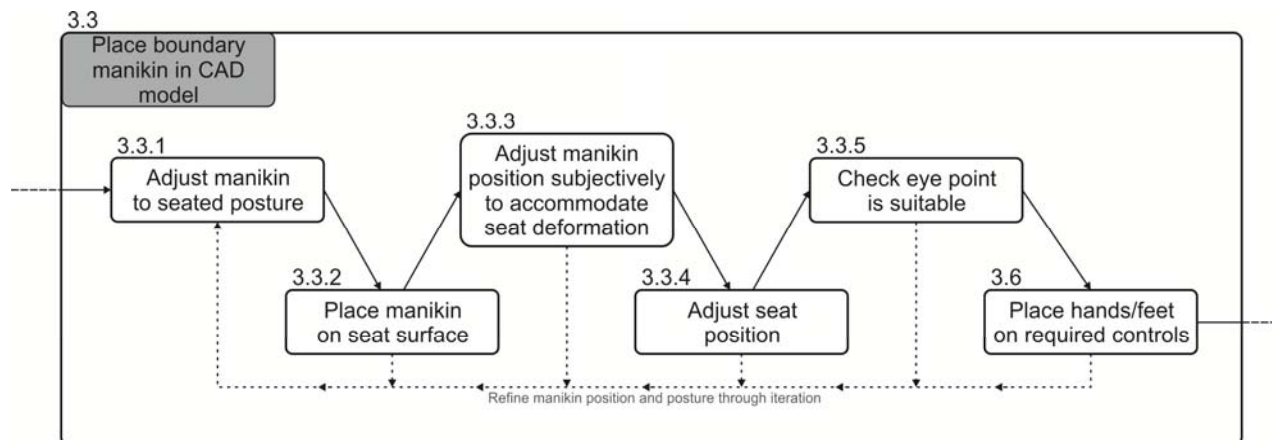 3.3
Place boundary
manikin in CAD
model
3.3.1
Adjust manikin
to seated posture
3.3.2
Place manikin
on seat surface
3.3.3
Adjust manikin
position subjectively
to accommodate
seat deformation
3.3.4
Adjust seat
position
3.3.5
Check eye point
is suitable
3.6
Place hands/feet
on required controls
Refine manikin position and posture through iteration